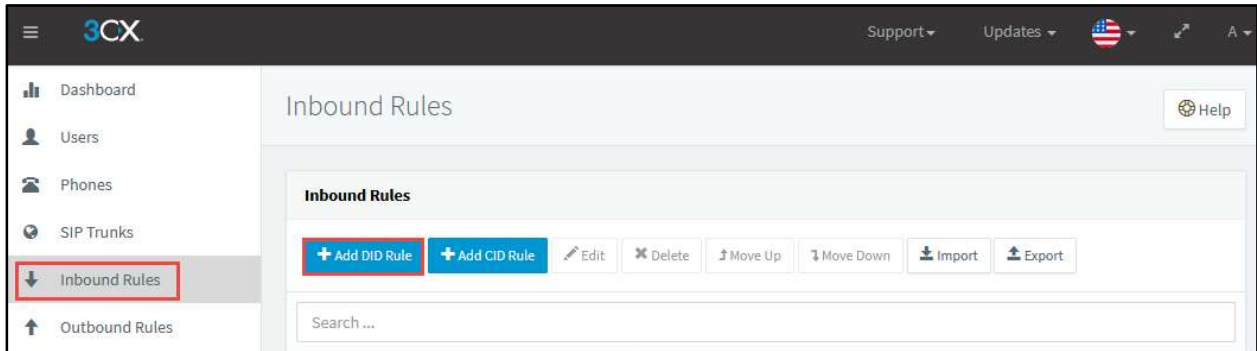 3CX
Support
Updates
A
Dashboard
Users
Phones
SIP Trunks
Inbound Rules
Outbound Rules
Inbound Rules
Help
Inbound Rules
Add DID Rule
Add CID Rule
Edit
Delete
Move Up
Move Down
Import
Export
Search ...